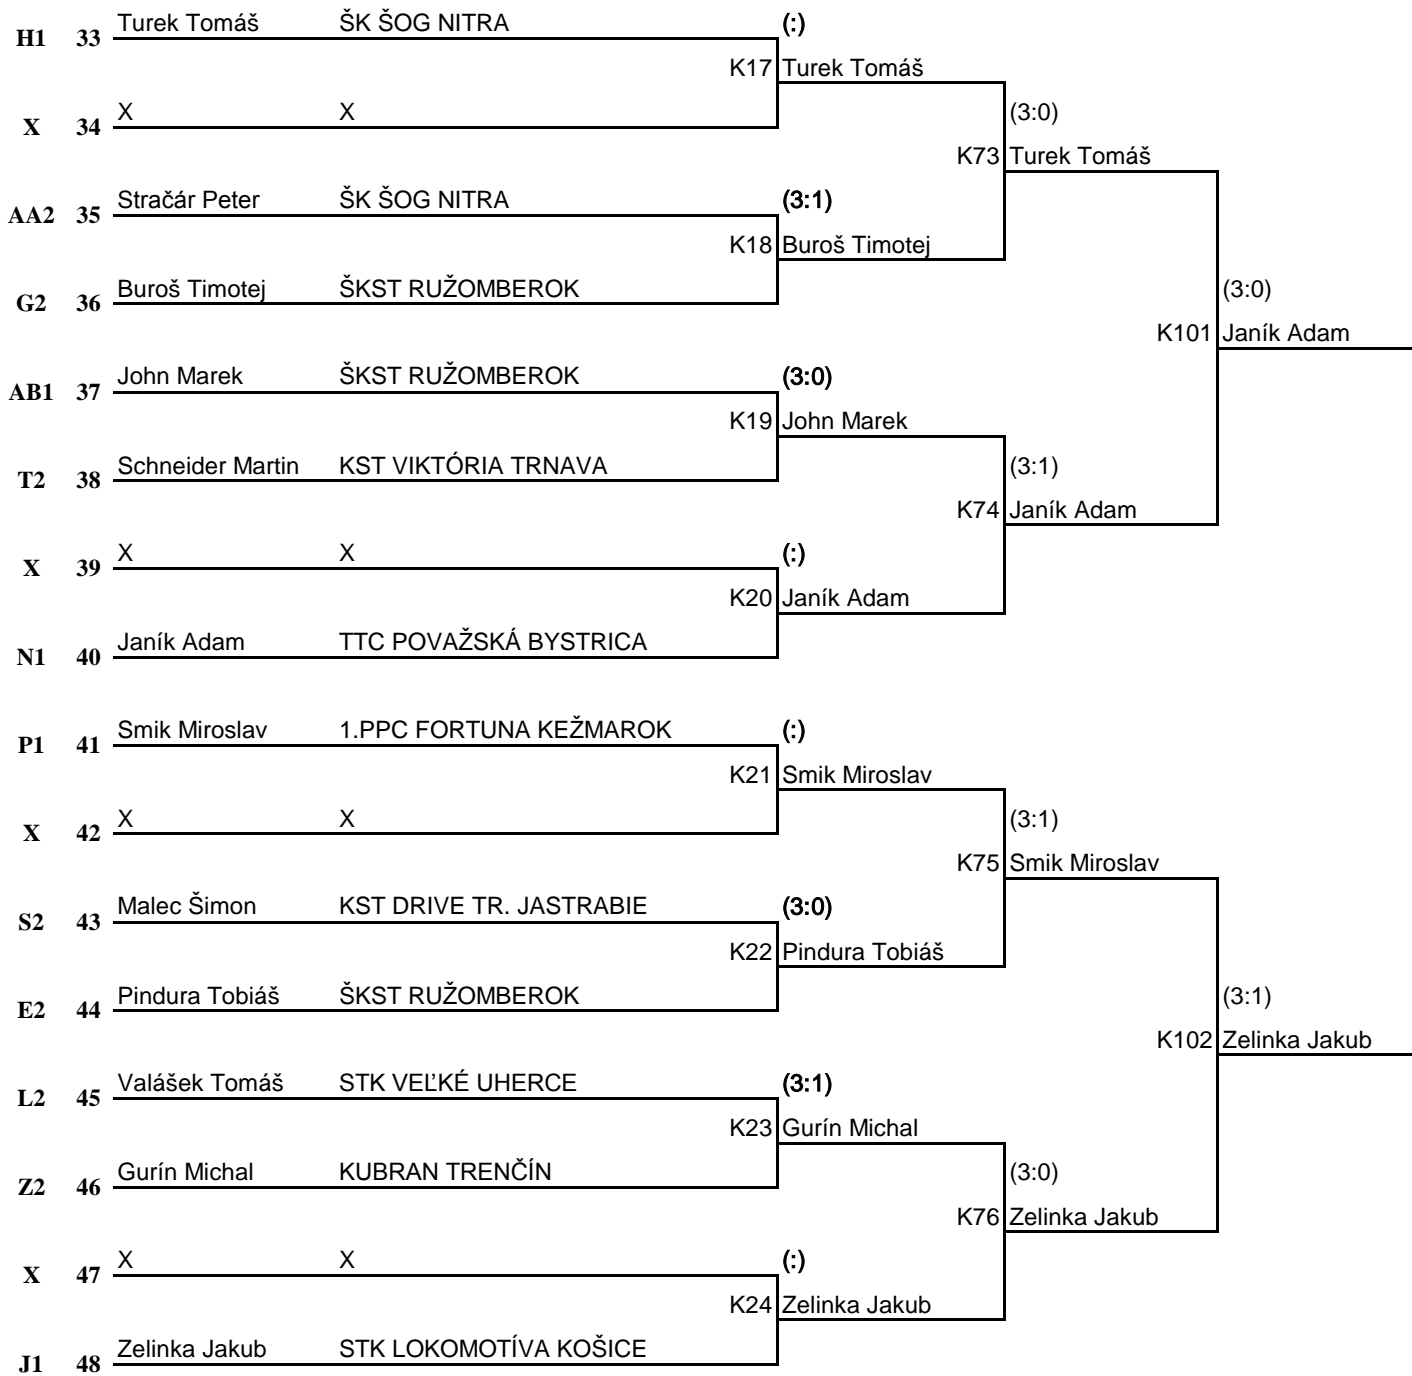 H1 33 Turek Tomáš ŠK ŠOG NITRA (:)
K17 Turek Tomáš
X 34 X X (3:0)
K73 Turek Tomáš
AA2 35 Stračár Peter ŠK ŠOG NITRA (3:1)
K18 Buroš Timotej
G2 36 Buroš Timotej ŠKST RUŽOMBEROK (3:0)
K101 Janík Adam
AB1 37 John Marek ŠKST RUŽOMBEROK (3:0)
K19 John Marek
T2 38 Schneider Martin KST VIKTÓRIA TRNAVA (3:1)
K74 Janík Adam
X 39 X X (:)
K20 Janík Adam
N1 40 Janík Adam TTC POVAŽSKÁ BYSTRICA
P1 41 Smik Miroslav 1.PPC FORTUNA KEŽMAROK (:)
K21 Smik Miroslav
X 42 X X (3:1)
K75 Smik Miroslav
S2 43 Malec Šimon KST DRIVE TR. JASTRABIE (3:0)
K22 Pindura Tobiáš
E2 44 Pindura Tobiáš ŠKST RUŽOMBEROK (3:1)
K102 Zelinka Jakub
L2 45 Valášek Tomáš STK VEĽKÉ UHERCE (3:1)
K23 Gurín Michal
Z2 46 Gurín Michal KUBRAN TRENČÍN (3:0)
K76 Zelinka Jakub
X 47 X X (:)
K24 Zelinka Jakub
J1 48 Zelinka Jakub STK LOKOMOTÍVA KOŠICE